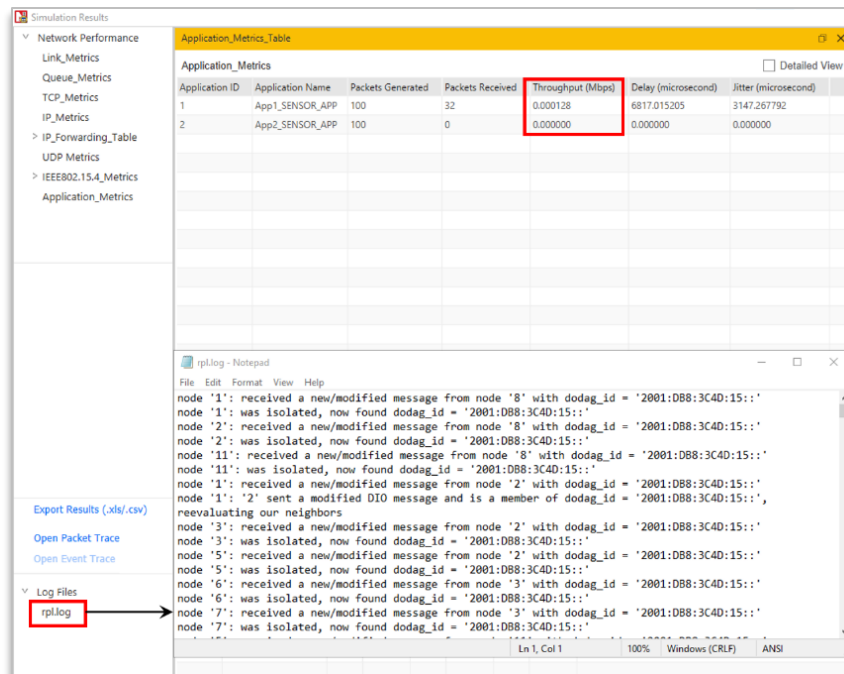 Simulation Results
Network Performance
Link_Metrics
Queue_Metrics
TCP_Metrics
IP_Metrics
IP_Forwarding_Table
UDP Metrics
IEEE802.15.4_Metrics
Application_Metrics
Export Results (.xls/.csv)
Open Packet Trace
Open Event Trace
Log Files
rpl.log
Application_Metrics_Table
Application_Metrics
Detailed View
Application ID Application Name Packets Generated Packets Received Throughput (Mbps) Delay (microsecond) Jitter (microsecond)
1 App1_SENSOR_APP 100 32 0.000128 6817.015205 3147.267792
2 App2_SENSOR_APP 100 0 0.000000 0.000000 0.000000
rpl.log - Notepad
File Edit Format View Help
node '1': received a new/modified message from node '8' with dodag_id = '2001:DB8:3C4D:15::'
node '1': was isolated, now found dodag_id = '2001:DB8:3C4D:15::'
node '2': received a new/modified message from node '8' with dodag_id = '2001:DB8:3C4D:15::'
node '2': was isolated, now found dodag_id = '2001:DB8:3C4D:15::'
node '11': received a new/modified message from node '8' with dodag_id = '2001:DB8:3C4D:15::'
node '11': was isolated, now found dodag_id = '2001:DB8:3C4D:15::'
node '1': received a new/modified message from node '2' with dodag_id = '2001:DB8:3C4D:15::'
node '1': '2' sent a modified DIO message and is a member of dodag_id = '2001:DB8:3C4D:15::',
reevaluating our neighbors
node '3': received a new/modified message from node '2' with dodag_id = '2001:DB8:3C4D:15::'
node '3': was isolated, now found dodag_id = '2001:DB8:3C4D:15::'
node '5': received a new/modified message from node '2' with dodag_id = '2001:DB8:3C4D:15::'
node '5': was isolated, now found dodag_id = '2001:DB8:3C4D:15::'
node '6': received a new/modified message from node '3' with dodag_id = '2001:DB8:3C4D:15::'
node '6': was isolated, now found dodag_id = '2001:DB8:3C4D:15::'
node '7': received a new/modified message from node '3' with dodag_id = '2001:DB8:3C4D:15::'
node '7': was isolated, now found dodag_id = '2001:DB8:3C4D:15::'
Ln 1, Col 1 100% Windows (CRLF) ANSI